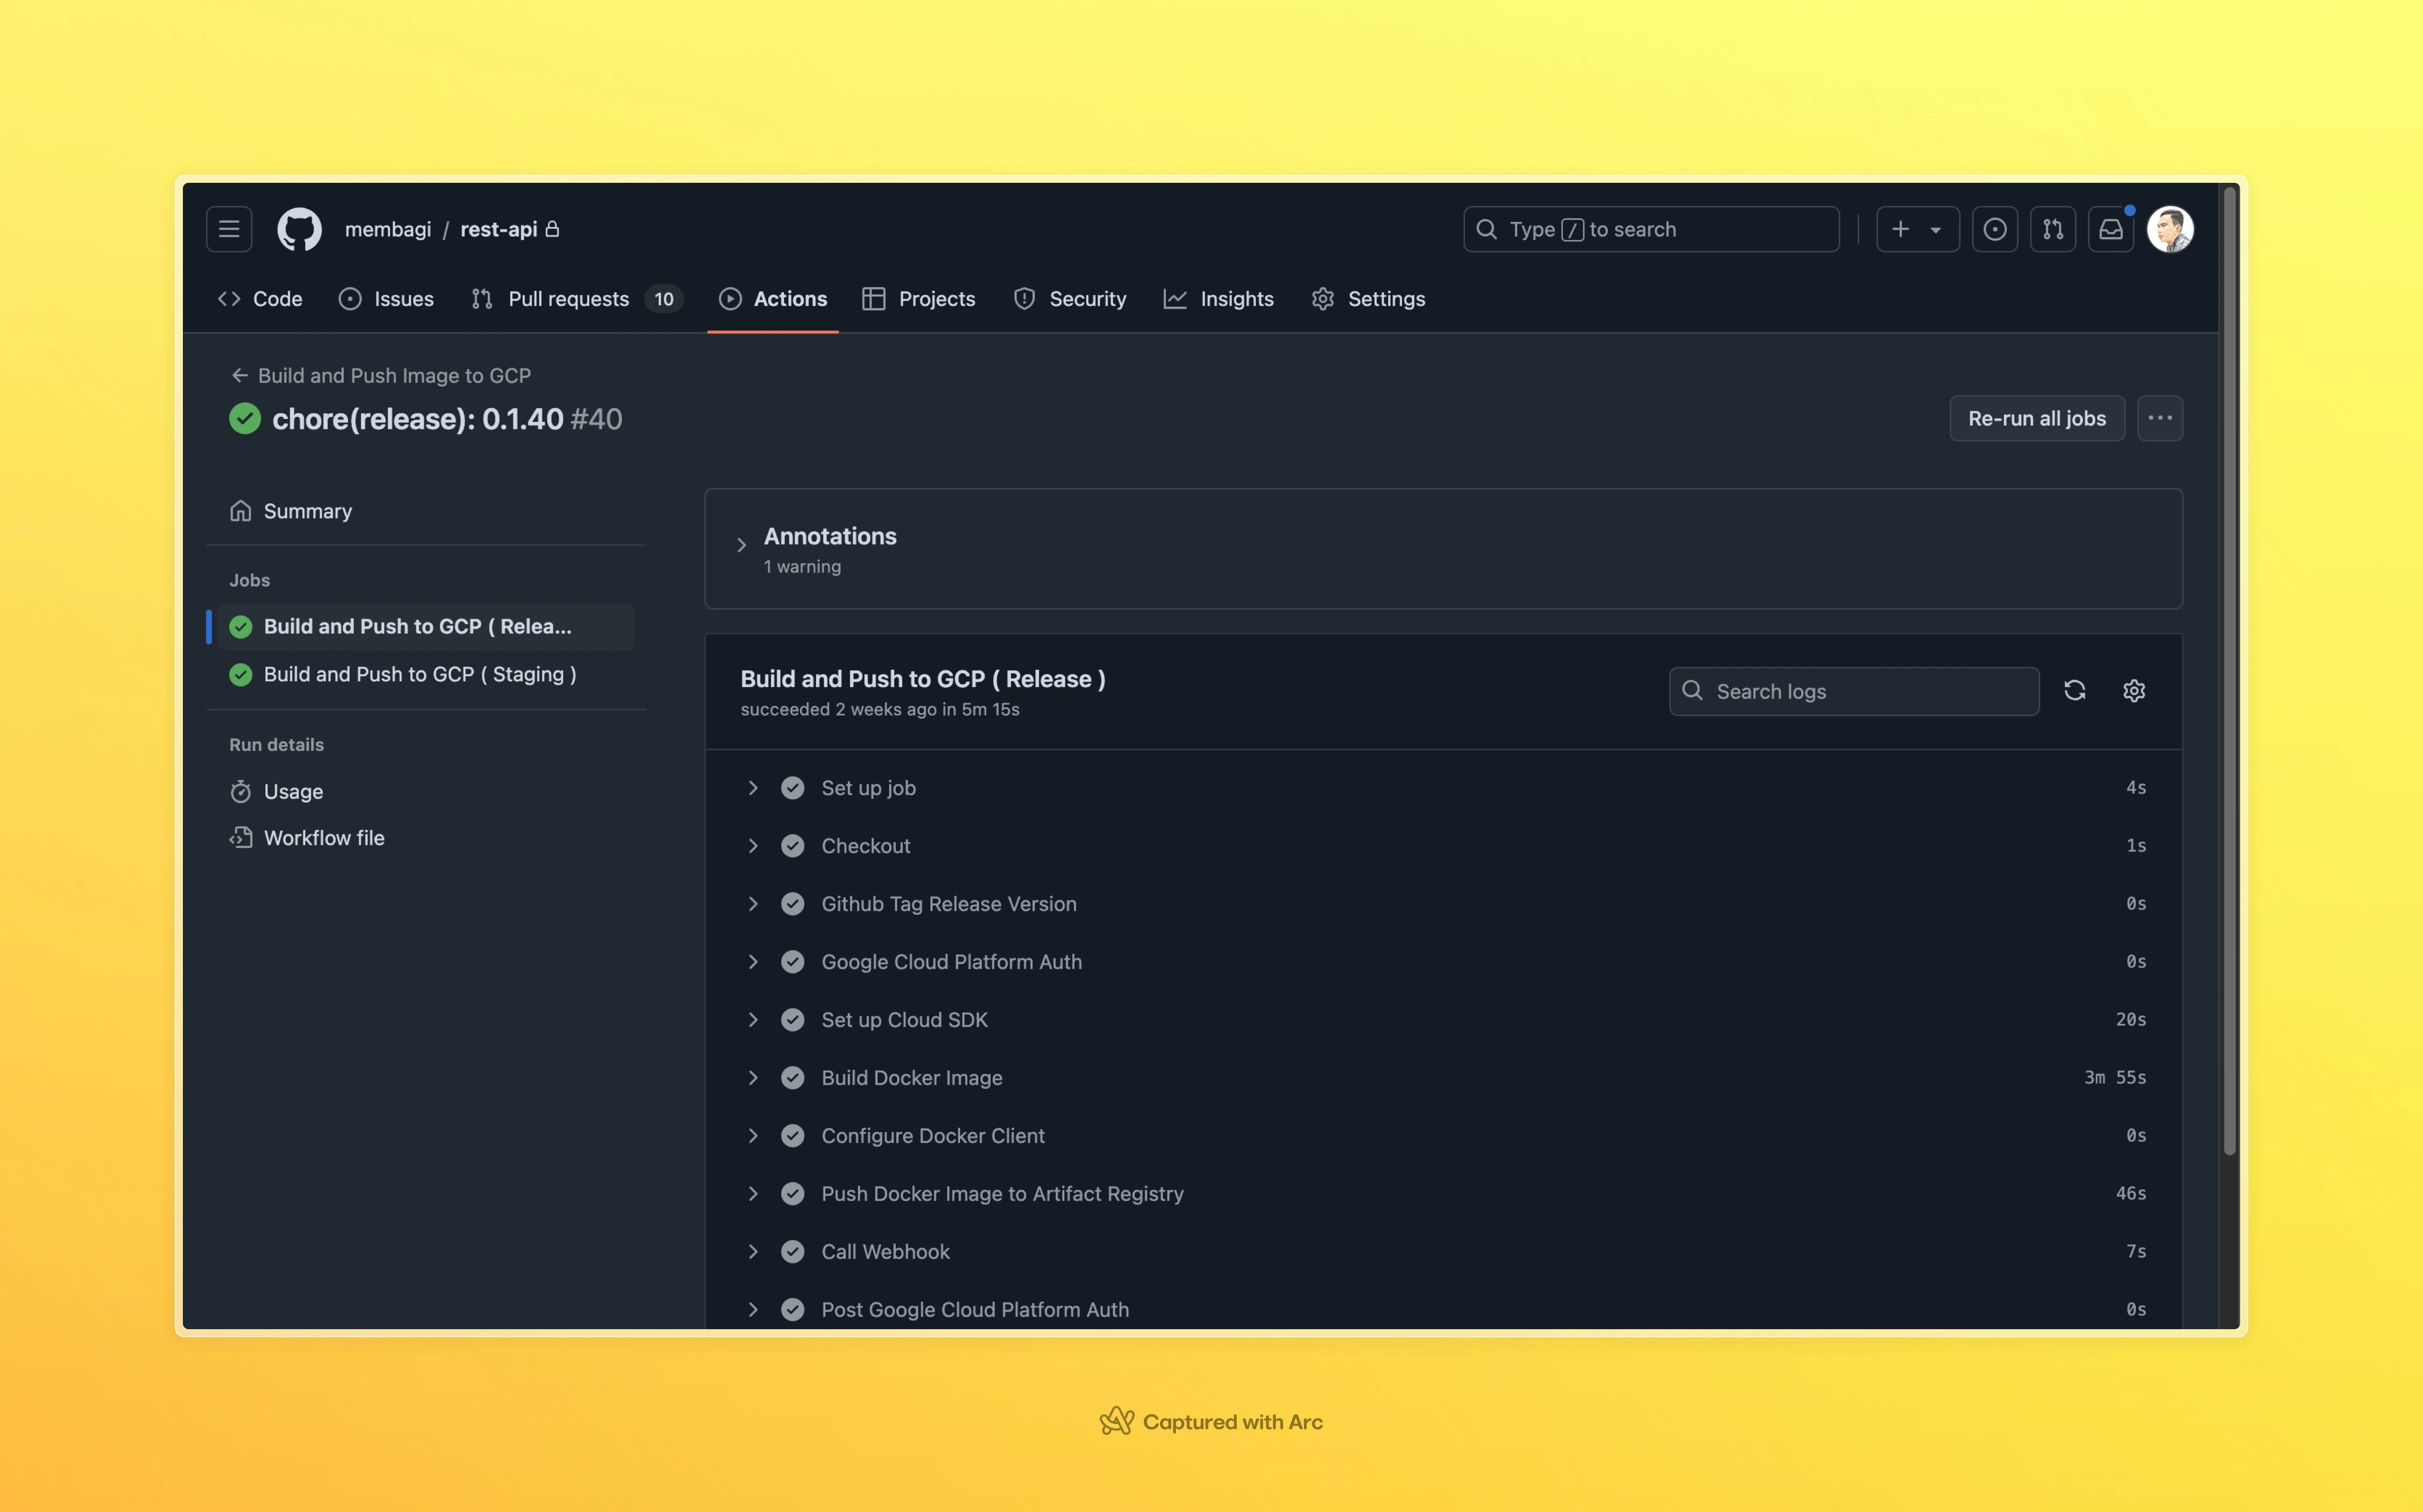 membagi / rest-api
Type / to search
Code Issues Pull requests 10 Actions Projects Security Insights Settings
Build and Push Image to GCP
chore(release): 0.1.40 #40
Re-run all jobs
Summary
Jobs
Build and Push to GCP ( Relea...
Build and Push to GCP ( Staging )
Run details
Usage
Workflow file
Annotations
1 warning
Build and Push to GCP ( Release )
succeeded 2 weeks ago in 5m 15s
Search logs
Set up job 4s
Checkout 1s
Github Tag Release Version 0s
Google Cloud Platform Auth 0s
Set up Cloud SDK 20s
Build Docker Image 3m 55s
Configure Docker Client 0s
Push Docker Image to Artifact Registry 46s
Call Webhook 7s
Post Google Cloud Platform Auth 0s
Captured with Arc